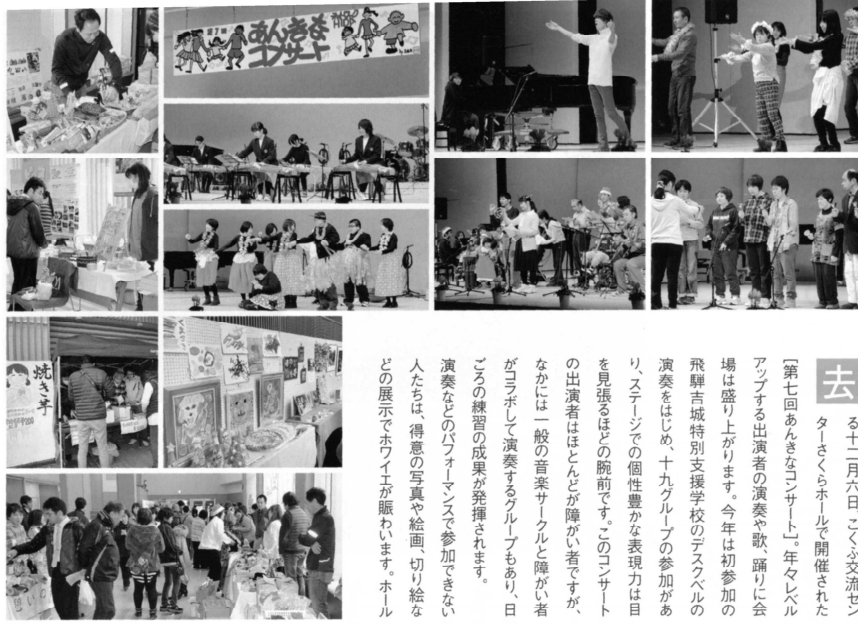 第7回
あんきな
コンサート
焼き芋
去
る十二月六日、こくぶ交流セン
ターさくらホールで開催された
[第七回あんきなコンサート]。年々レベル
アップする出演者の演奏や歌、踊りに会
場は盛り上がります。今年は初参加の
飛騨吉城特別支援学校のデスクベルの
演奏をはじめ、十九グループの参加があ
り、ステージでの個性豊かな表現力は目
を見張るほどの腕前です。このコンサート
の出演者はほとんどが障がい者ですが、
なかには一般の音楽サークルと障がい者
がコラボして演奏するグループもあり、日
ごろの練習の成果が発揮されます。
演奏などのパフォーマンスで参加できない
人たちは、得意の写真や絵画、切り絵な
どの展示でホワイエが賑わいます。ホール